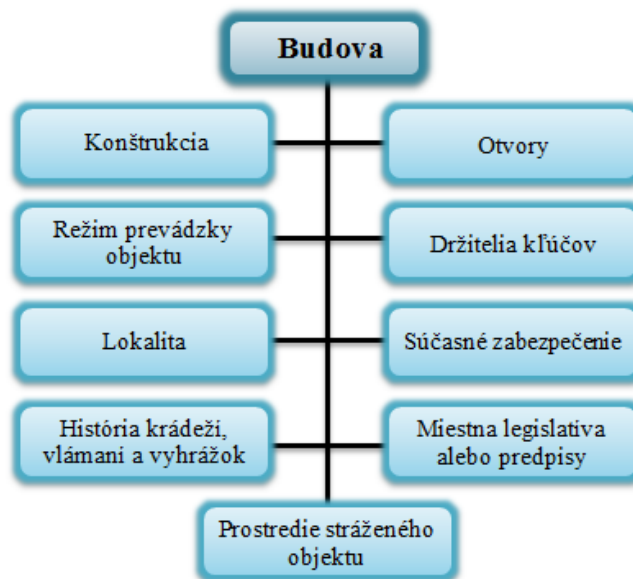 Budova
Konštrukcia
Otvory
Režim prevádzky
objektu
Držitelia kľúčov
Lokalita
Súčasné zabezpečenie
História krádeží,
vlámani a vyhrážok
Miestna legislatíva
alebo predpisy
Prostredie stráženého
objektu